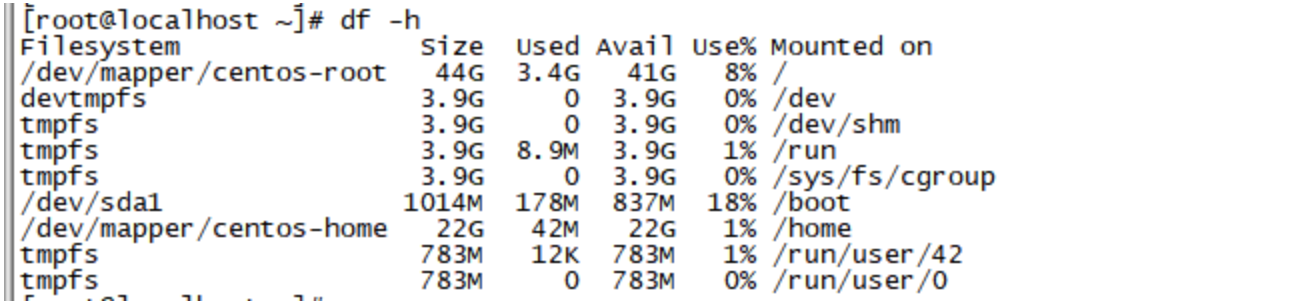 [root@localhost ~]# df -h
Filesystem               Size  Used Avail Use% Mounted on
/dev/mapper/centos-root   44G  3.4G   41G   8% /
devtmpfs                 3.9G     0  3.9G   0% /dev
tmpfs                    3.9G     0  3.9G   0% /dev/shm
tmpfs                    3.9G  8.9M  3.9G   1% /run
tmpfs                    3.9G     0  3.9G   0% /sys/fs/cgroup
/dev/sda1               1014M  178M  837M  18% /boot
/dev/mapper/centos-home   22G   42M   22G   1% /home
tmpfs                    783M   12K  783M   1% /run/user/42
tmpfs                    783M     0  783M   0% /run/user/0